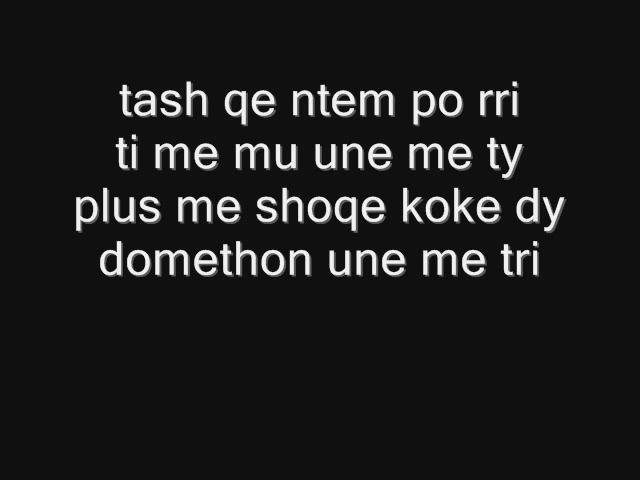 tash qe ntem po rri
ti me mu une me ty
plus me shoqe koke dy
domethon une me tri